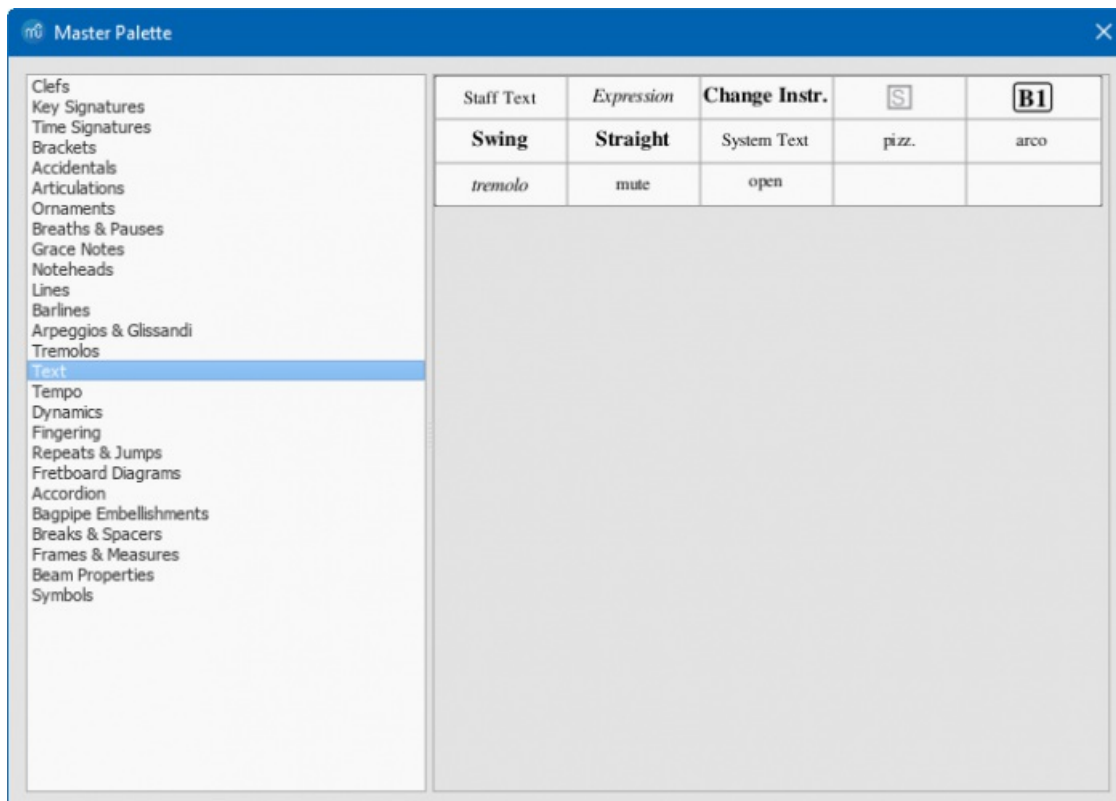 Master Palette
Clefs
Key Signatures
Time Signatures
Brackets
Accidentals
Articulations
Ornaments
Breaths & Pauses
Grace Notes
Noteheads
Lines
Barlines
Arpeggios & Glissandi
Tremolos
Text
Tempo
Dynamics
Fingering
Repeats & Jumps
Fretboard Diagrams
Accordion
Bagpipe Embellishments
Breaks & Spacers
Frames & Measures
Beam Properties
Symbols
Staff Text Expression Change Instr. S B1
Swing Straight System Text pizz. arco
tremolo mute open